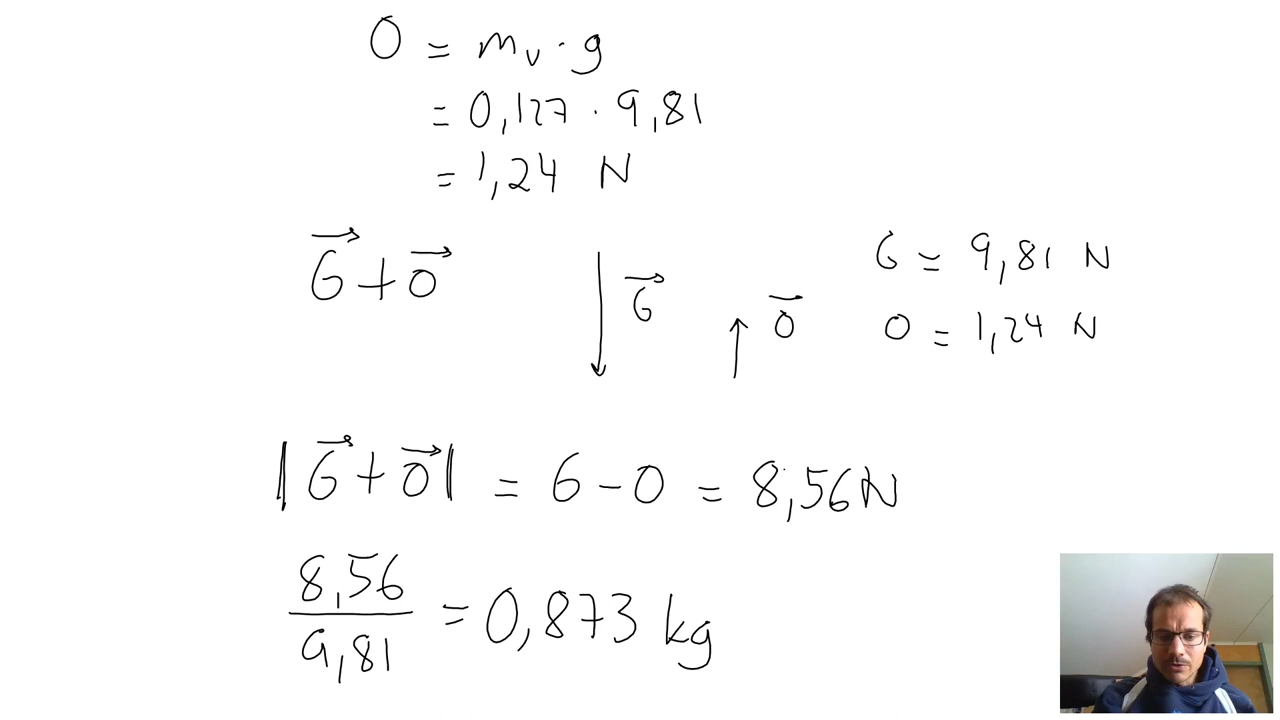 O = m_v · g
= 0,127 · 9,81
= 1,24 N
G⃗ + O⃗
G⃗
O⃗
G = 9,81 N
O = 1,24 N
|G⃗ + O⃗| = G - O = 8,56 N
8,56
9,81
= 0,873 kg